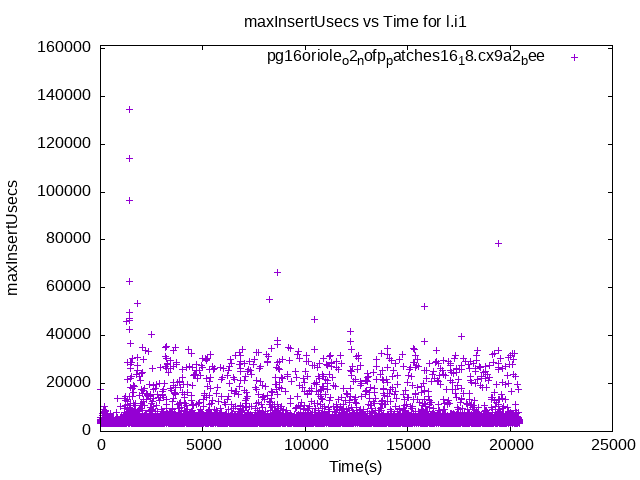 maxInsertUsecs vs Time for l.i1
pg16oriole_o2_nofp_patches16_18.cx9a2_bee
160000
140000
120000
100000
80000
60000
40000
20000
0
maxInsertUsecs
0 5000 10000 15000 20000 25000
Time(s)